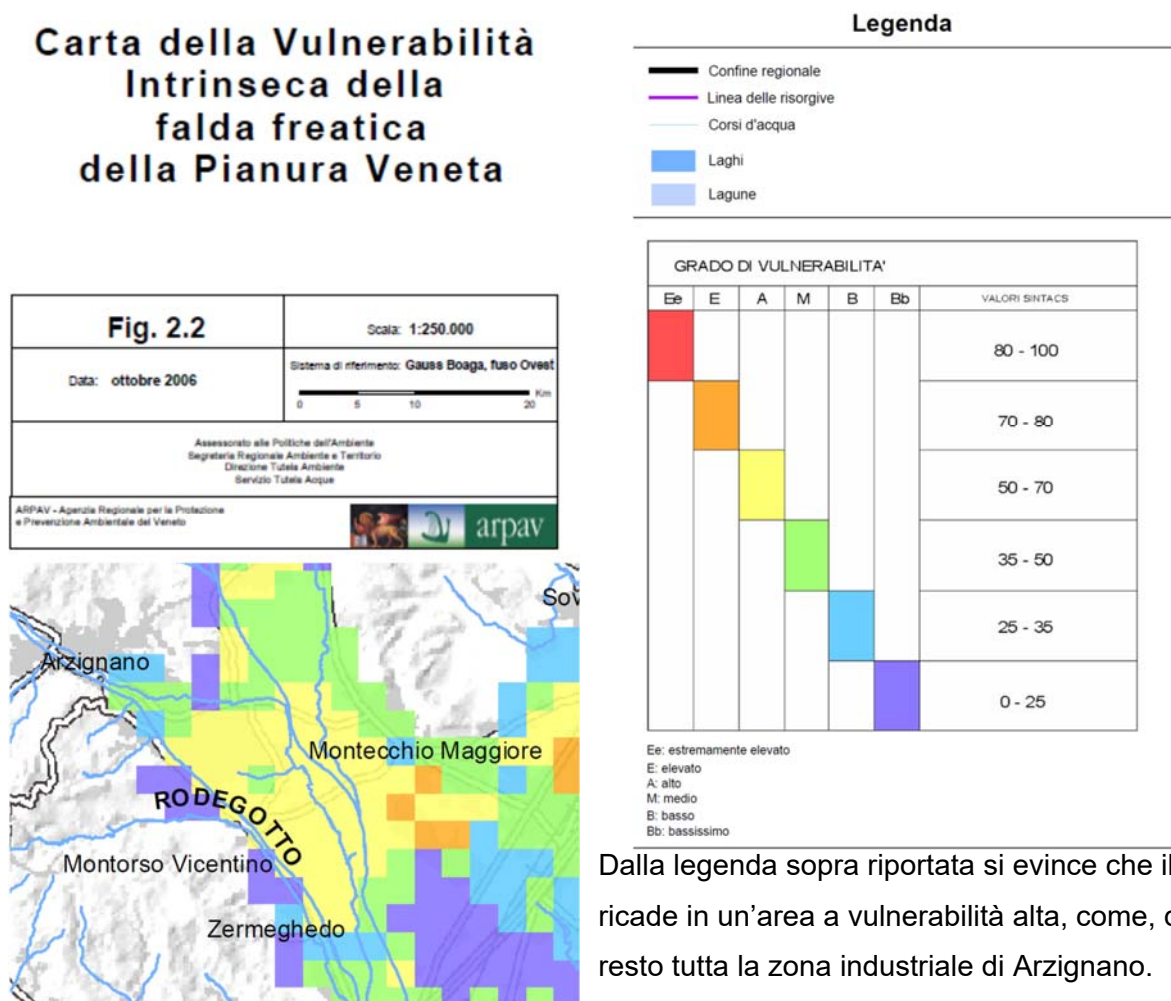 Carta della Vulnerabilità
Intrinseca della
falda freatica
della Pianura Veneta
Fig. 2.2
Scala: 1:250.000
Data: ottobre 2006
Sistema di riferimento: Gauss Boaga, fuso Ovest
Km
0 5 10 20
Assessorato alle Politiche dell'Ambiente
Segreteria Regionale Ambiente e Territorio
Direzione Tutela Ambiente
Servizio Tutela Acque
ARPAV - Agenzia Regionale per la Protezione
e Prevenzione Ambientale del Veneto
arpav
Legenda
Confine regionale
Linea delle risorgive
Corsi d'acqua
Laghi
Lagune
GRADO DI VULNERABILITA'
Ee E A M B Bb VALORI SINTACS
80 - 100
70 - 80
50 - 70
35 - 50
25 - 35
0 - 25
Ee: estremamente elevato
E: elevato
A: alto
M: medio
B: basso
Bb: bassissimo
Sov
Arzignano
Montecchio Maggiore
RODEGOTTO
Montorso Vicentino
Zermeghedo
Dalla legenda sopra riportata si evince che il
ricade in un'area a vulnerabilità alta, come,
resto tutta la zona industriale di Arzignano.